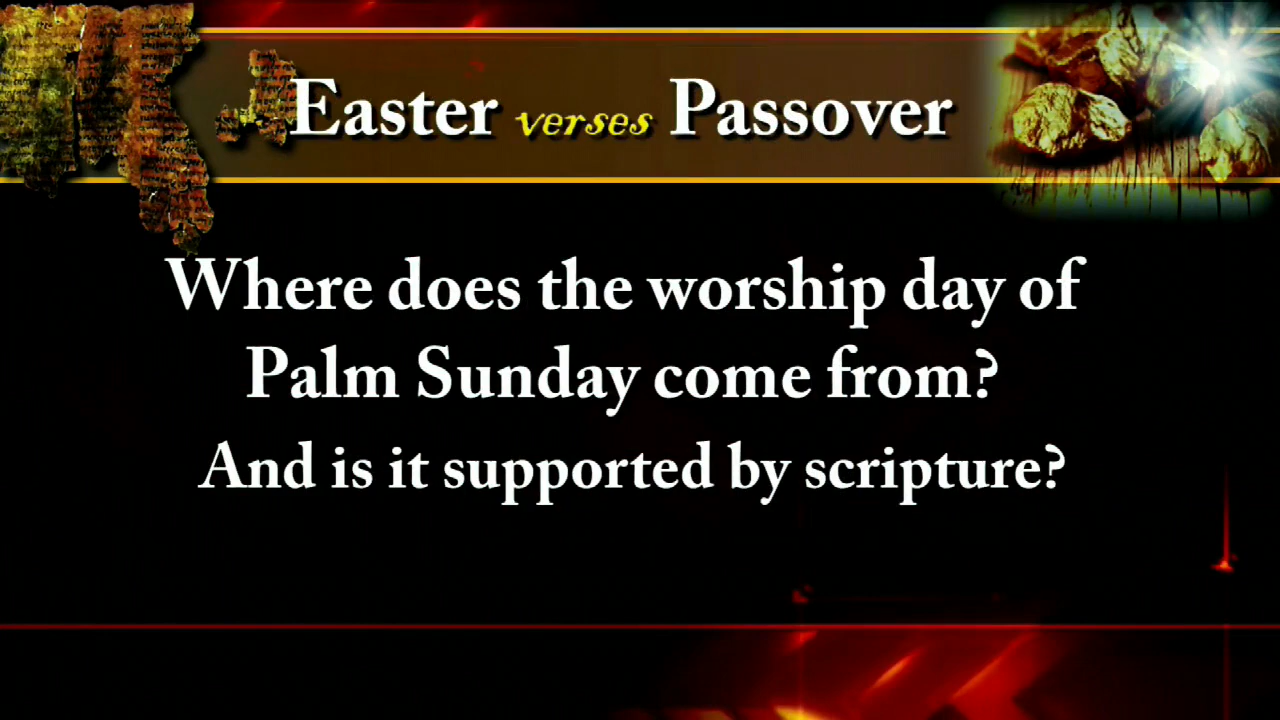 Easter verses Passover
Where does the worship day of
Palm Sunday come from?
And is it supported by scripture?